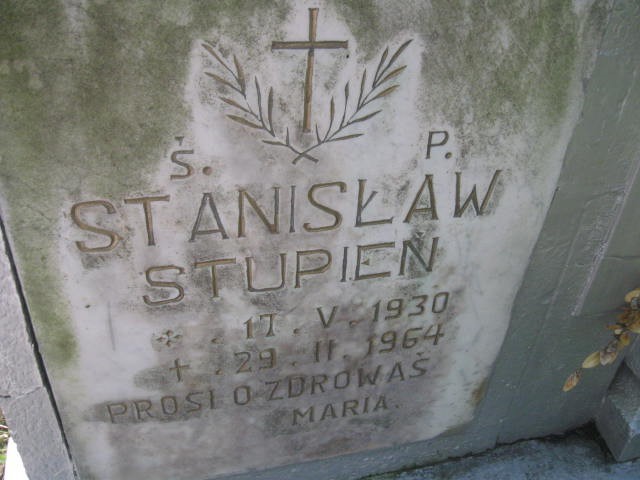 Ś. P.
STANISŁAW
STUPIEŃ
* . 17 . V . 1930
+ . 29 . II . 1964
PROSI O ZDROWAŚ
MARIA.